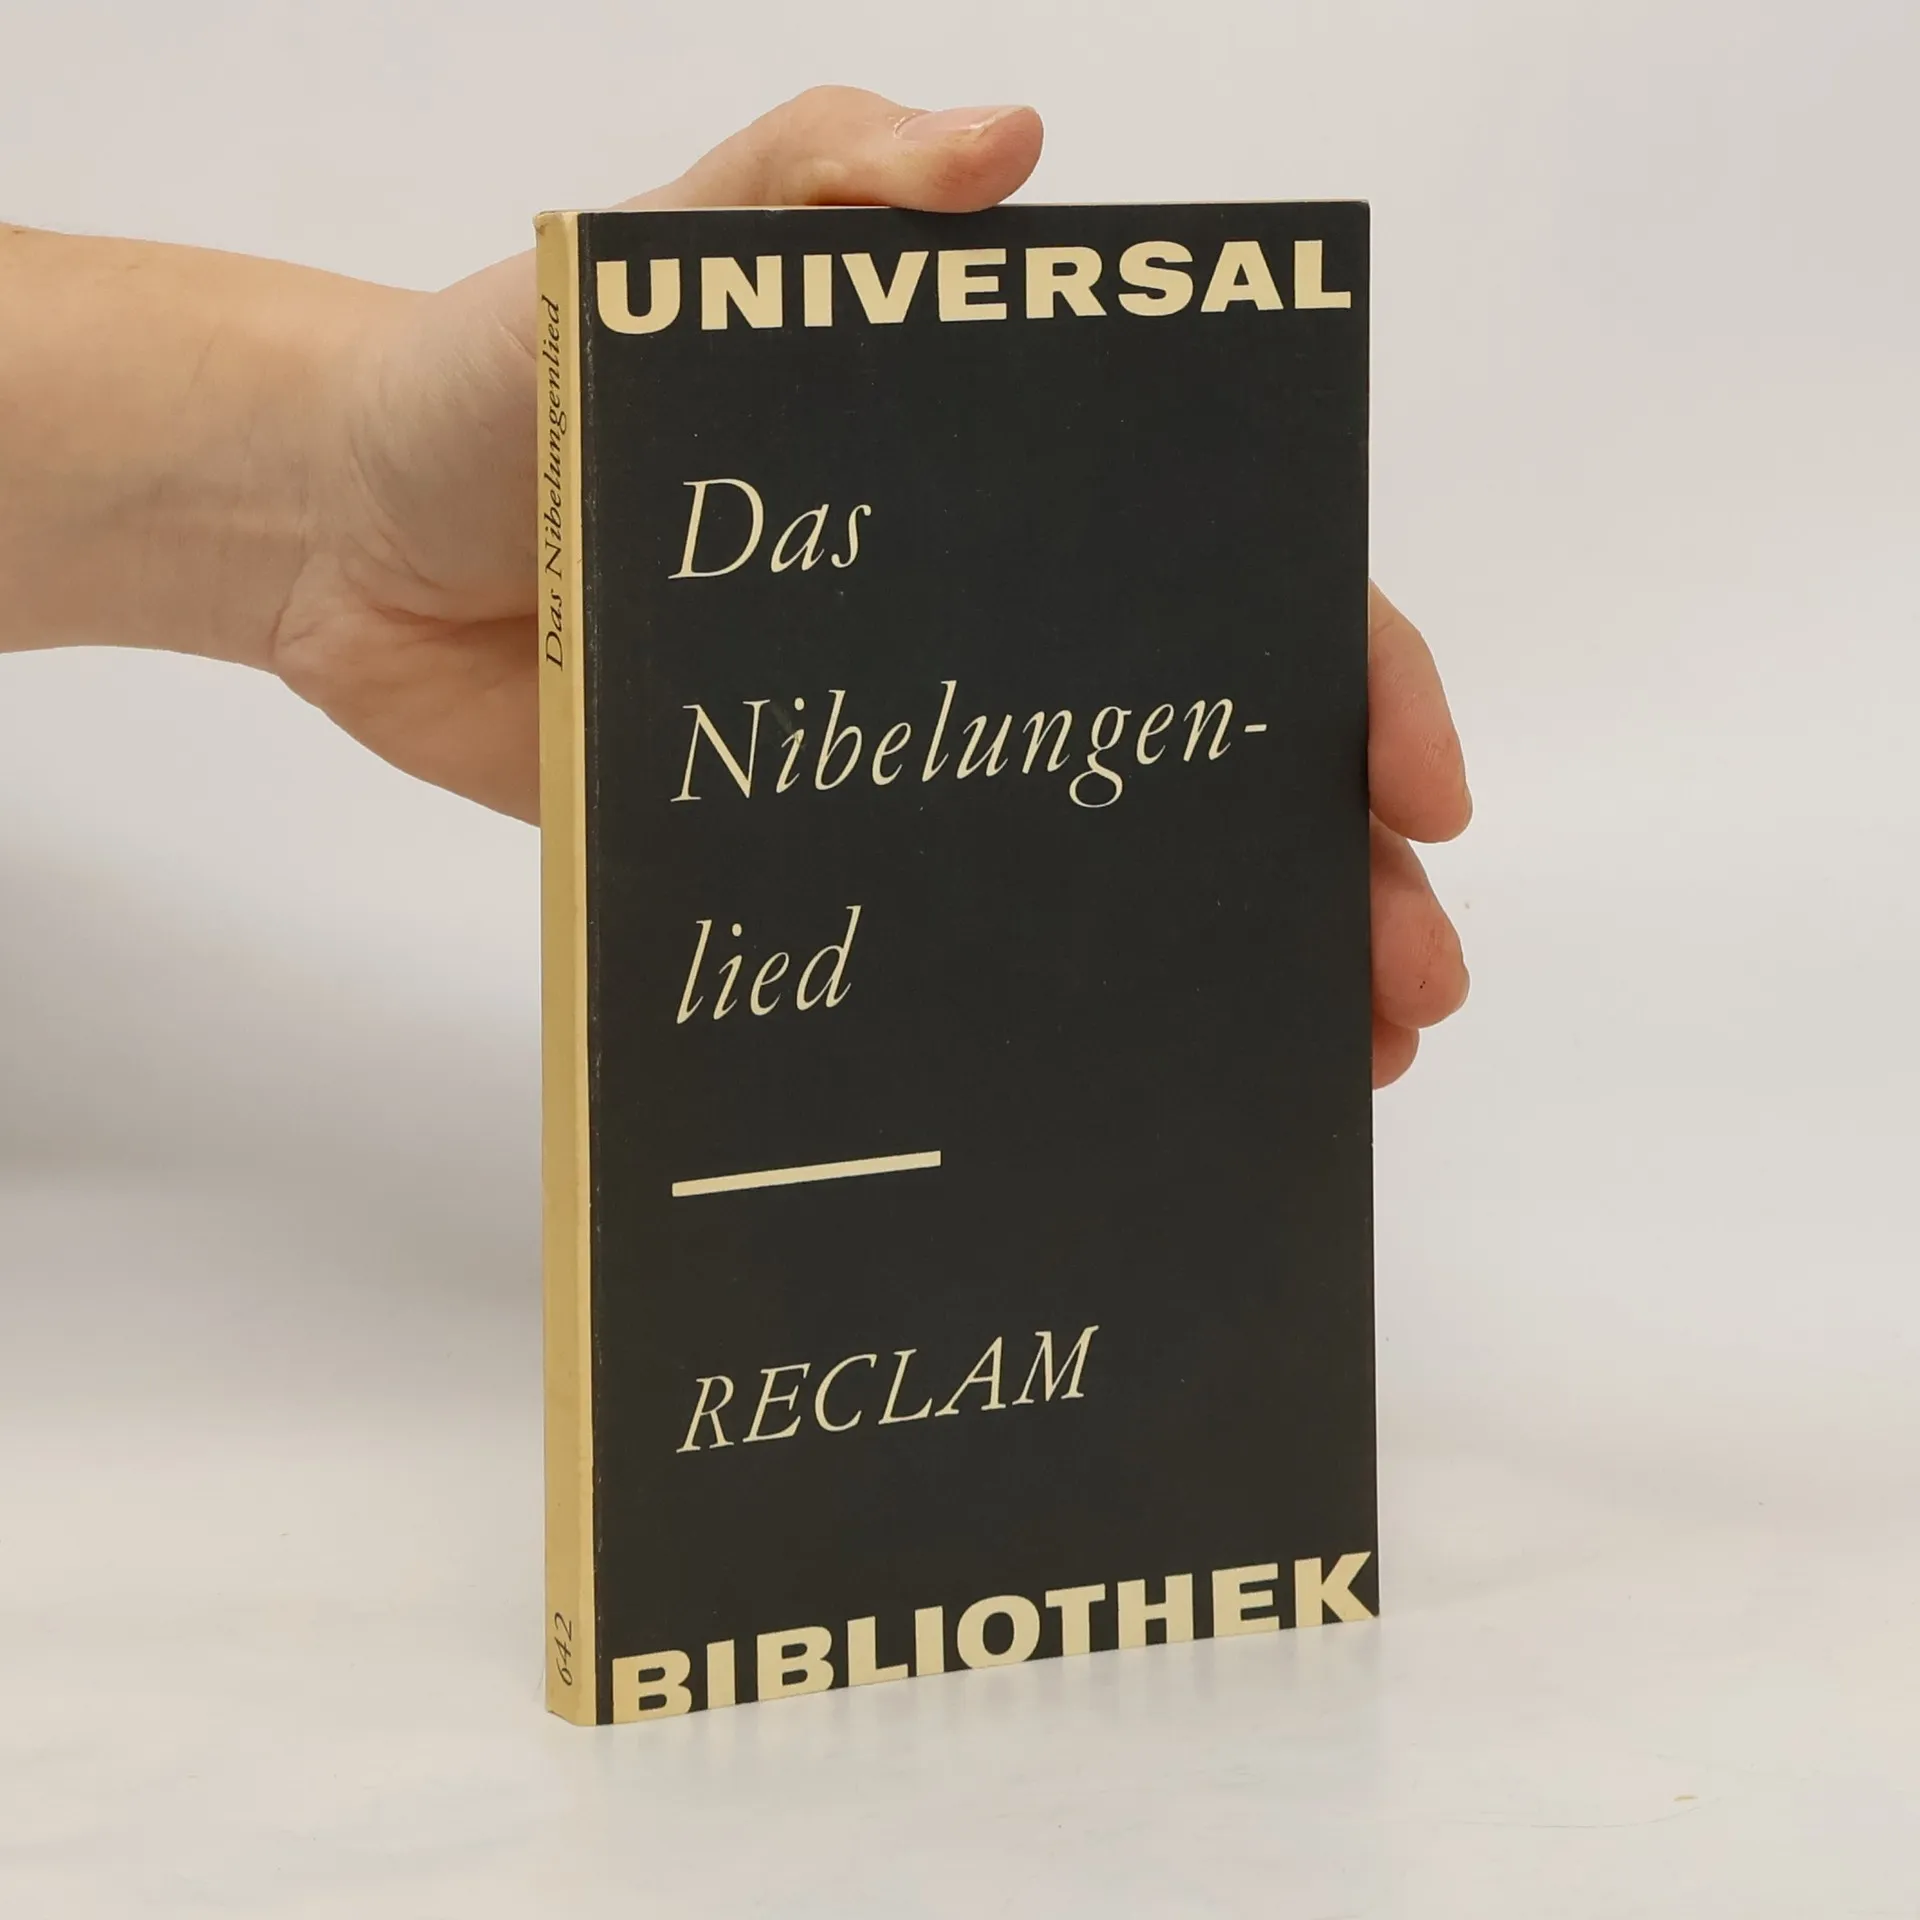 UNIVERSAL
Das
Nibelungen-
lied
RECLAM
BIBLIOTHEK
Das Nibelungenlied
642